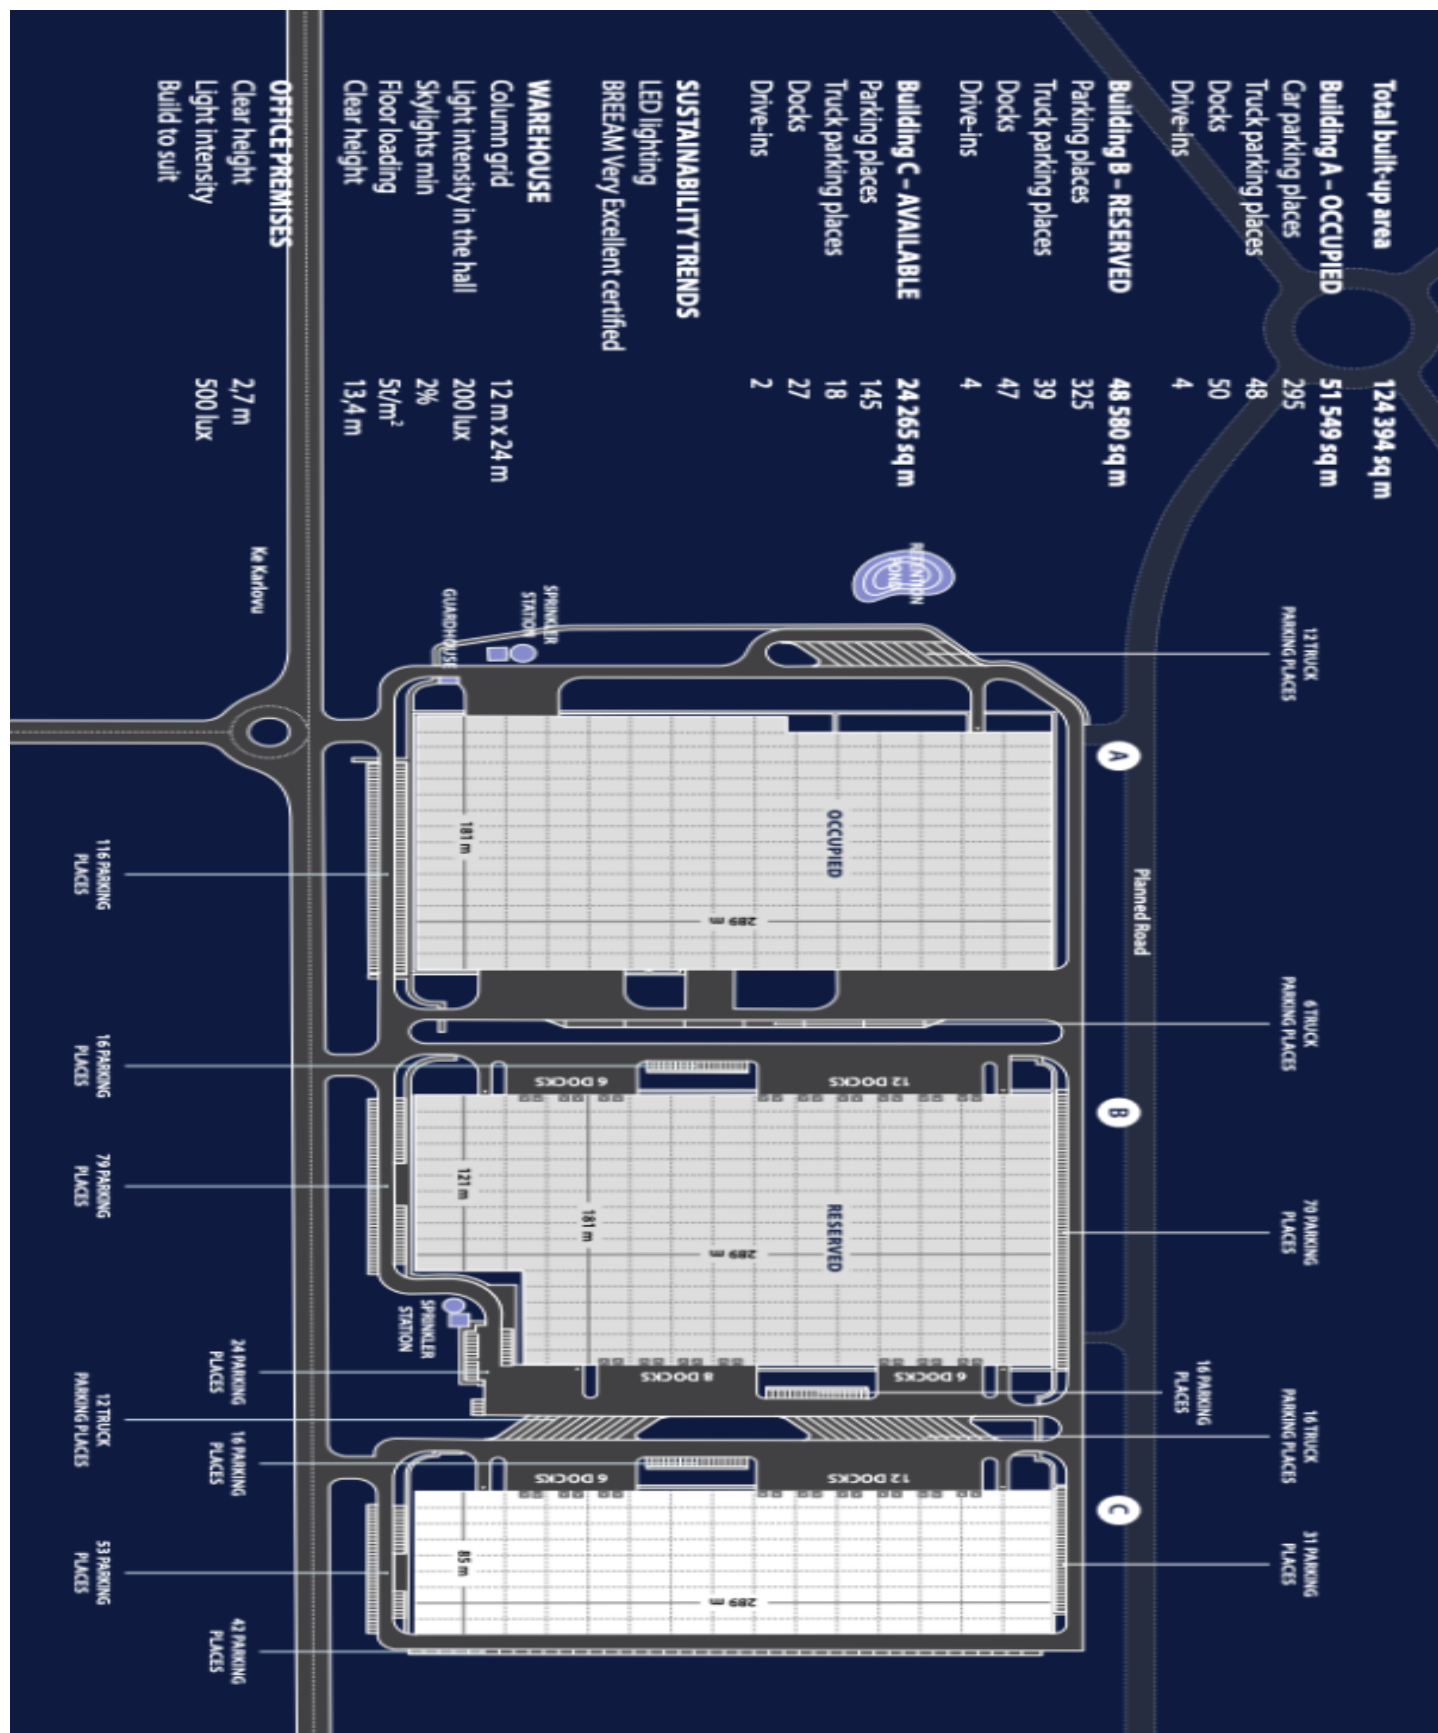 Total built-up area 124 394 sq m
Building A – OCCUPIED 51 549 sq m
Car parking places 295
Truck parking places 48
Docks 50
Drive-ins 4
Building B – RESERVED 48 580 sq m
Parking places 325
Truck parking places 39
Docks 47
Drive-ins 4
Building C – AVAILABLE 24 265 sq m
Parking places 145
Truck parking places 18
Docks 27
Drive-ins 2
SUSTAINABILITY TRENDS
LED lighting
BREEAM Very Excellent certified
WAREHOUSE
Column grid 12 m x 24 m
Light intensity in the hall 200 lux
Skylights min 2%
Floor loading 5t/m²
Clear height 13,4 m
OFFICE PREMISES
Clear height 2,7 m
Light intensity 500 lux
Build to suit
12 TRUCK
PARKING PLACES
6 TRUCK
PARKING PLACES
70 PARKING
PLACES
16 PARKING
PLACES
16 TRUCK
PARKING PLACES
31 PARKING
PLACES
Planned Road
A
B
C
RETENTION
POND
SPRINKLER
STATION
GUARDHOUSE
OCCUPIED
289 m
181 m
12 DOCKS
6 DOCKS
RESERVED
289 m
181 m
121 m
6 DOCKS
8 DOCKS
SPRINKLER
STATION
12 DOCKS
6 DOCKS
289 m
85 m
Ke Karlovu
116 PARKING
PLACES
16 PARKING
PLACES
79 PARKING
PLACES
24 PARKING
PLACES
12 TRUCK
PARKING PLACES
16 PARKING
PLACES
53 PARKING
PLACES
42 PARKING
PLACES